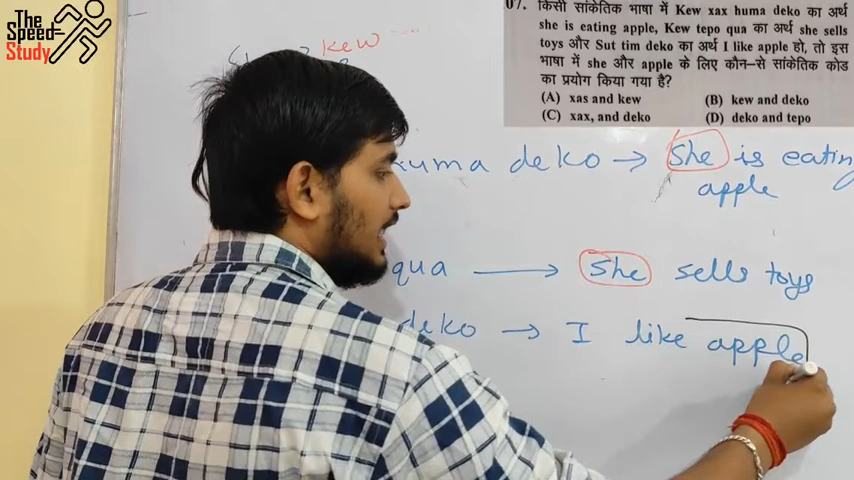 The
Speed
Study
07. किसी सांकेतिक भाषा में Kew xax huma deko का अर्थ
she is eating apple, Kew tepo qua का अर्थ she sells
toys और Sut tim deko का अर्थ I like apple हो, तो इस
भाषा में she और apple के लिए कौन-से सांकेतिक कोड
का प्रयोग किया गया है?
(A) xas and kew (B) kew and deko
(C) xax, and deko (D) deko and tepo
kew
huma deko → she is eating
apple
qua → she sells toys
deko → I like apple